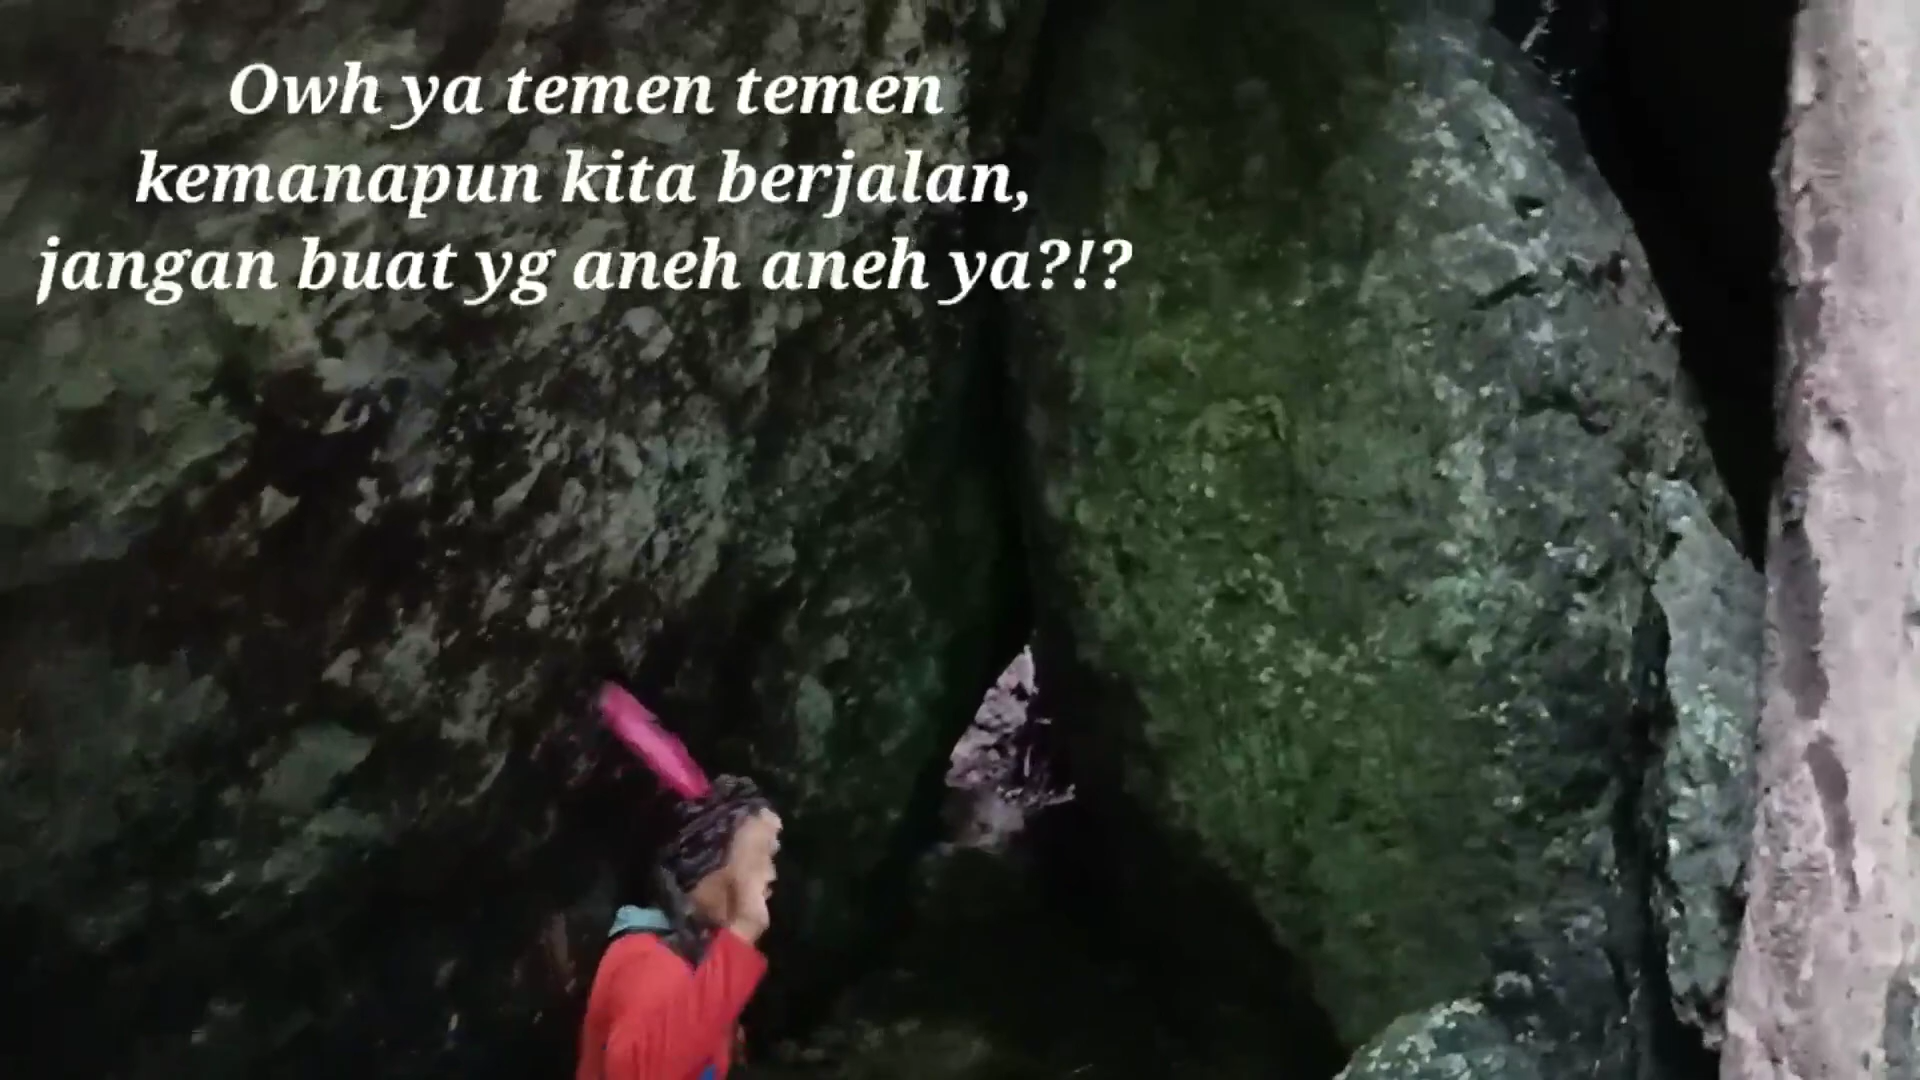 Owh ya temen temen
kemanapun kita berjalan,
jangan buat yg aneh aneh ya?!?